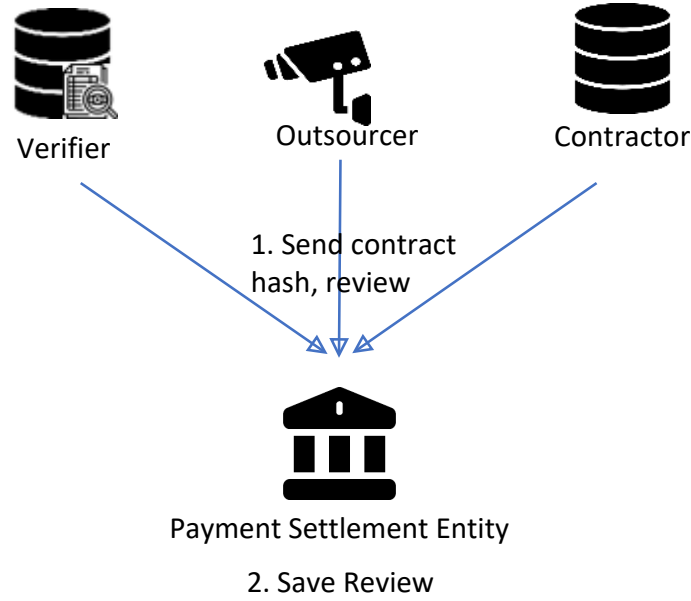 Verifier
Outsourcer
Contractor
1. Send contract
hash, review
Payment Settlement Entity
2. Save Review